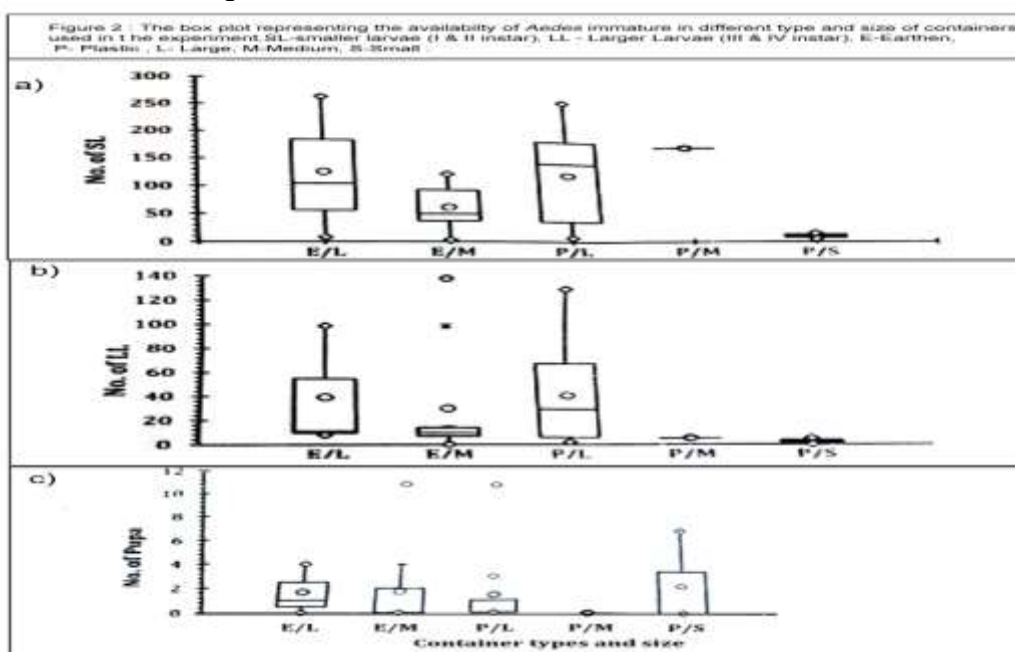 Figure 2 : The box plot representing the availabilty of Aedes immature in different type and size of containers
used in t he experiment.SL-smaller larvae (I & II instar), LL - Larger Larvae (III & IV instar), E-Earthen,
P- Plastic , L- Large, M-Medium, S-Small .
a)
No. of SL
300
250
200
150
100
50
0
E/L E/M P/L P/M P/S
b)
No. of LL
140
120
100
80
60
40
20
0
E/L E/M P/L P/M P/S
c)
No. of Pupa
12
10
8
6
4
2
0
E/L E/M P/L P/M P/S
Container types and size